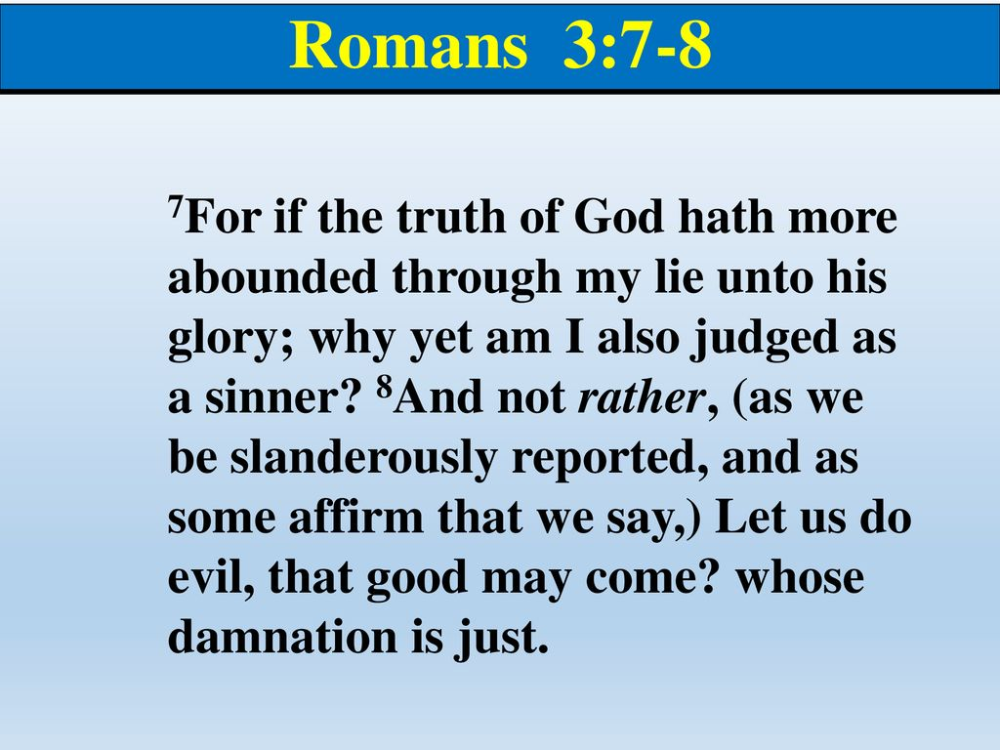 Romans 3:7-8
7For if the truth of God hath more
abounded through my lie unto his
glory; why yet am I also judged as
a sinner? 8And not rather, (as we
be slanderously reported, and as
some affirm that we say,) Let us do
evil, that good may come? whose
damnation is just.